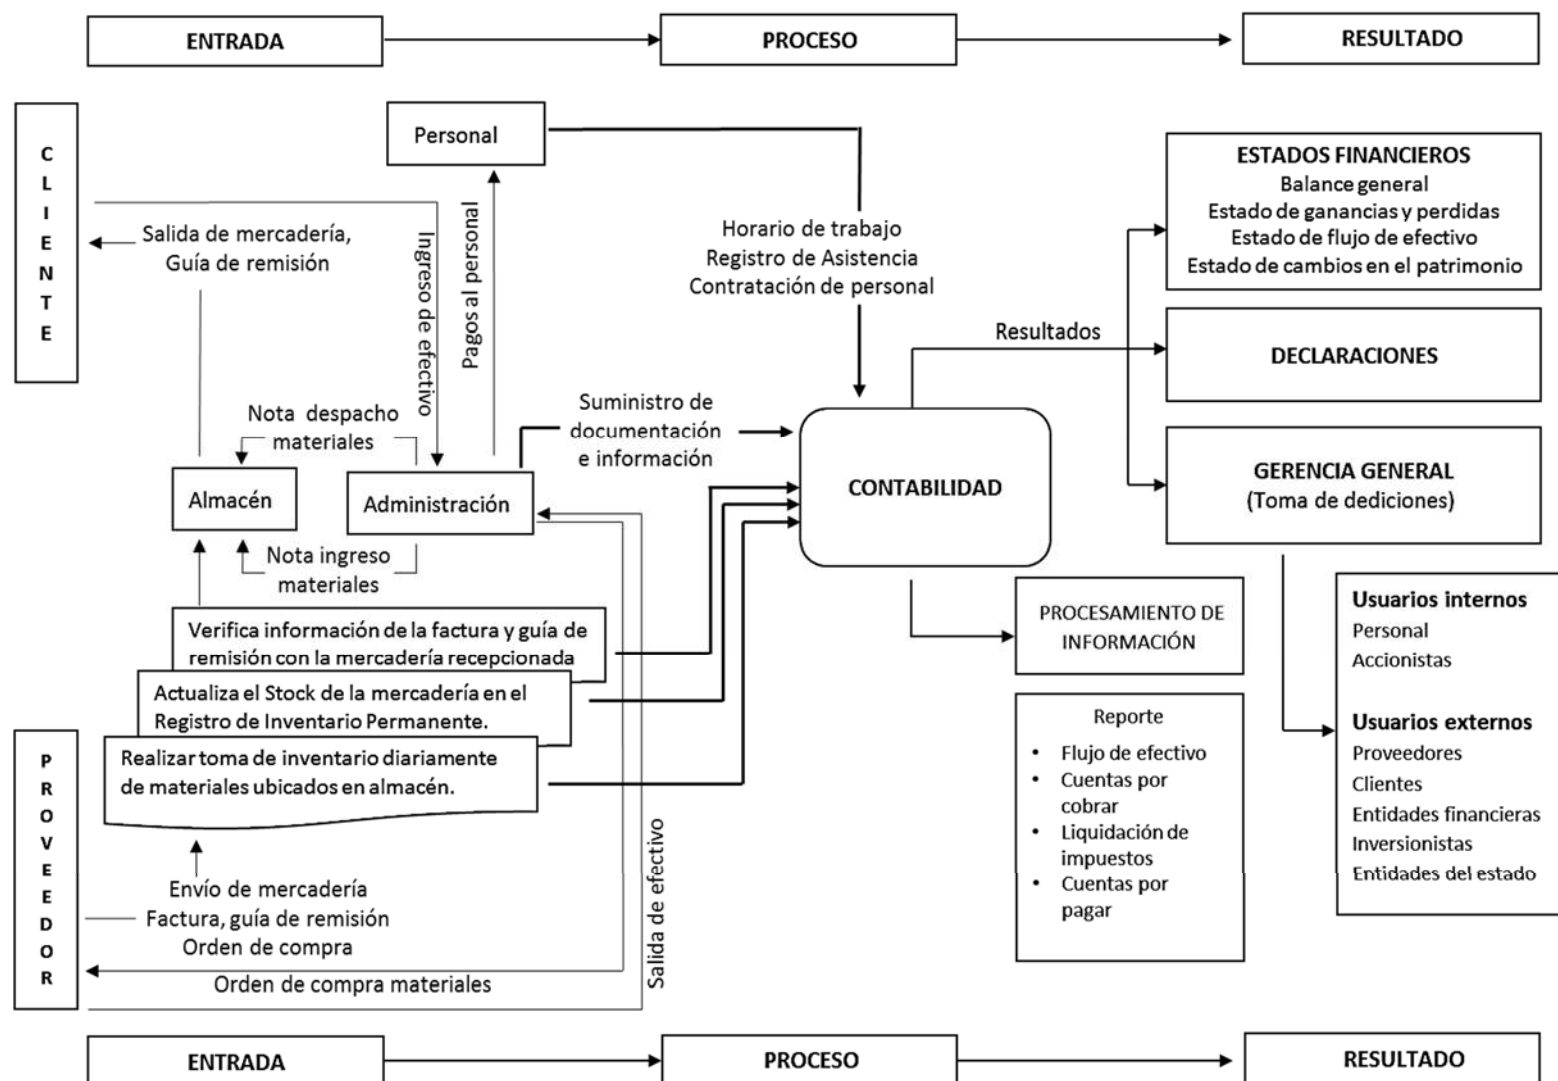 ENTRADA
PROCESO
RESULTADO
CLIENTE
Personal
Salida de mercadería,
Guía de remisión
Ingreso de efectivo
Pagos al personal
Horario de trabajo
Registro de Asistencia
Contratación de personal
ESTADOS FINANCIEROS
Balance general
Estado de ganancias y perdidas
Estado de flujo de efectivo
Estado de cambios en el patrimonio
Resultados
DECLARACIONES
Nota despacho
materiales
Suministro de
documentación
e información
Almacén
Administración
CONTABILIDAD
GERENCIA GENERAL
(Toma de dediciones)
Nota ingreso
materiales
Verifica información de la factura y guía de
remisión con la mercadería recepcionada
Actualiza el Stock de la mercadería en el
Registro de Inventario Permanente.
Realizar toma de inventario diariamente
de materiales ubicados en almacén.
PROCESAMIENTO DE
INFORMACIÓN
Usuarios internos
Personal
Accionistas
Usuarios externos
Proveedores
Clientes
Entidades financieras
Inversionistas
Entidades del estado
Reporte
• Flujo de efectivo
• Cuentas por
cobrar
• Liquidación de
impuestos
• Cuentas por
pagar
PROVEEDOR
Envío de mercadería
Factura, guía de remisión
Orden de compra
Orden de compra materiales
Salida de efectivo
ENTRADA
PROCESO
RESULTADO